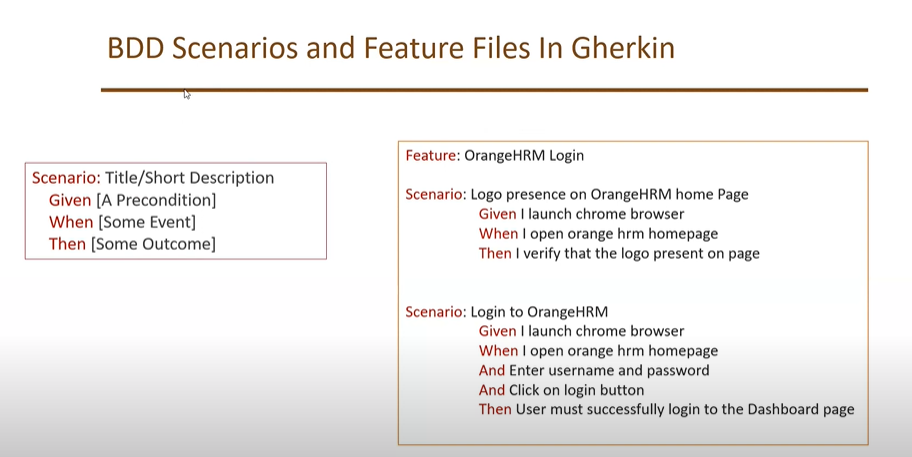 BDD Scenarios and Feature Files In Gherkin
Scenario: Title/Short Description
Given [A Precondition]
When [Some Event]
Then [Some Outcome]
Feature: OrangeHRM Login
Scenario: Logo presence on OrangeHRM home Page
Given I launch chrome browser
When I open orange hrm homepage
Then I verify that the logo present on page
Scenario: Login to OrangeHRM
Given I launch chrome browser
When I open orange hrm homepage
And Enter username and password
And Click on login button
Then User must successfully login to the Dashboard page